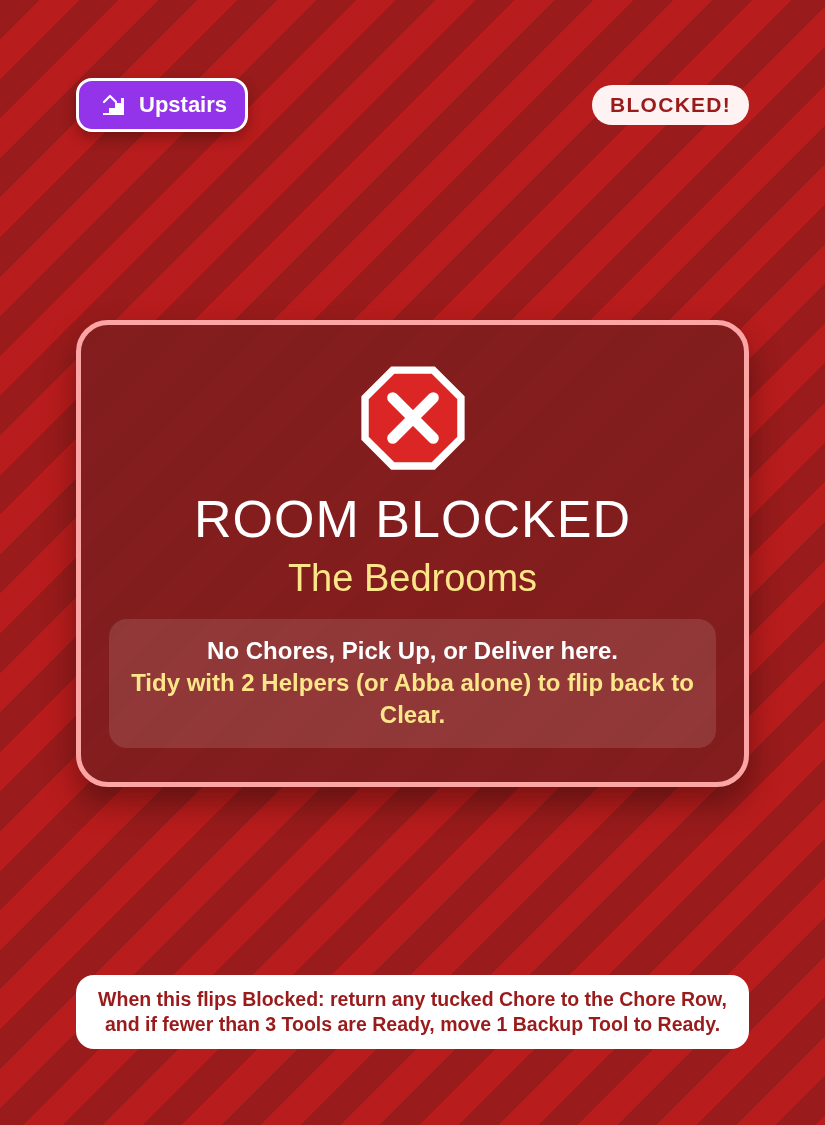 Upstairs
BLOCKED!
ROOM BLOCKED
The Bedrooms
No Chores, Pick Up, or Deliver here.
Tidy with 2 Helpers (or Abba alone) to flip back to
Clear.
When this flips Blocked: return any tucked Chore to the Chore Row,
and if fewer than 3 Tools are Ready, move 1 Backup Tool to Ready.